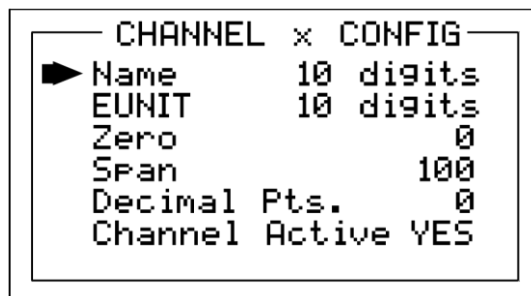 CHANNEL x CONFIG
Name 10 digits
EUNIT 10 digits
Zero 0
Span 100
Decimal Pts. 0
Channel Active YES